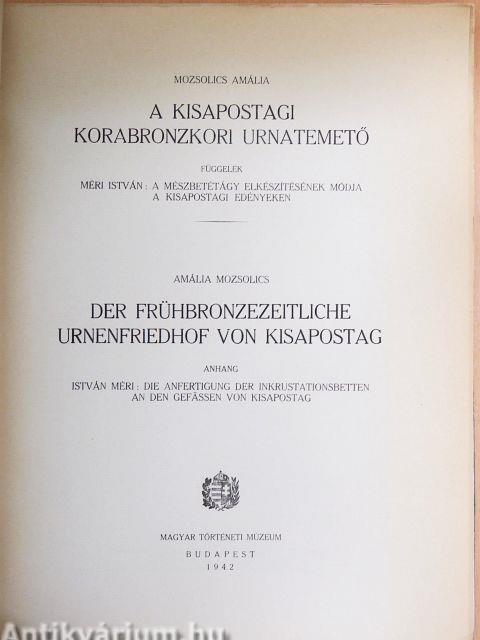 MOZSOLICS AMÁLIA
A KISAPOSTAGI
KORABRONZKORI URNATEMETŐ
FÜGGELÉK
MÉRI ISTVÁN: A MÉSZBETÉTÁGY ELKÉSZÍTÉSÉNEK MÓDJA
A KISAPOSTAGI EDÉNYEKEN
AMÁLIA MOZSOLICS
DER FRÜHBRONZEZEITLICHE
URNENFRIEDHOF VON KISAPOSTAG
ANHANG
ISTVÁN MÉRI: DIE ANFERTIGUNG DER INKRUSTATIONSBETTEN
AN DEN GEFÄSSEN VON KISAPOSTAG
MAGYAR TÖRTÉNETI MÚZEUM
BUDAPEST
1942
Antikvárium.hu